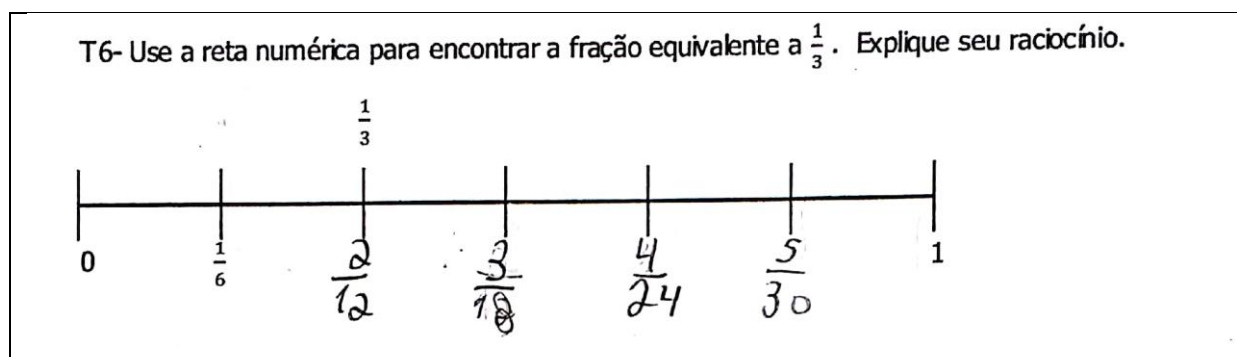 T6- Use a reta numérica para encontrar a fração equivalente a 1/3. Explique seu raciocínio.
1/3
0 1/6 2/12 3/18 4/24 5/30 1